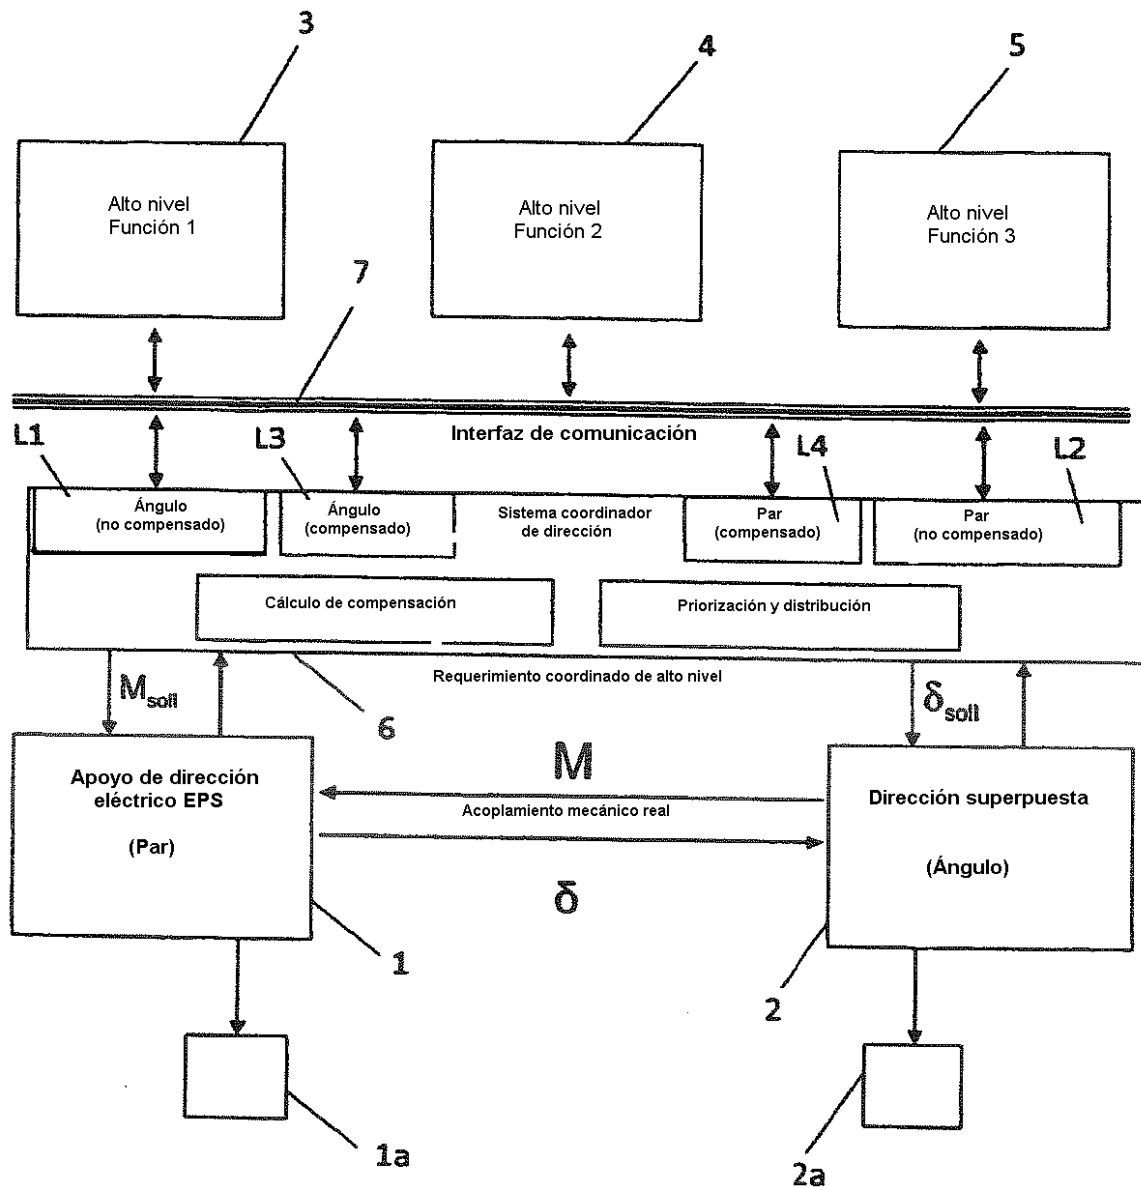 3
4
5
Alto nivel
Función 1
Alto nivel
Función 2
Alto nivel
Función 3
7
Interfaz de comunicación
L1
L3
L4
L2
Ángulo
(no compensado)
Ángulo
(compensado)
Sistema coordinador
de dirección
Par
(compensado)
Par
(no compensado)
Cálculo de compensación
Priorización y distribución
Requerimiento coordinado de alto nivel
Msoll
6
δsoll
Apoyo de dirección
eléctrico EPS
(Par)
M
Acoplamiento mecánico real
δ
Dirección superpuesta
(Ángulo)
1
2
1a
2a